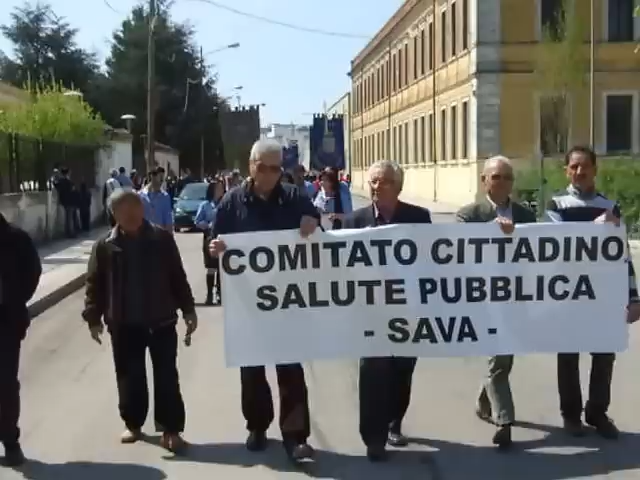 COMITATO CITTADINO
SALUTE PUBBLICA
- SAVA -